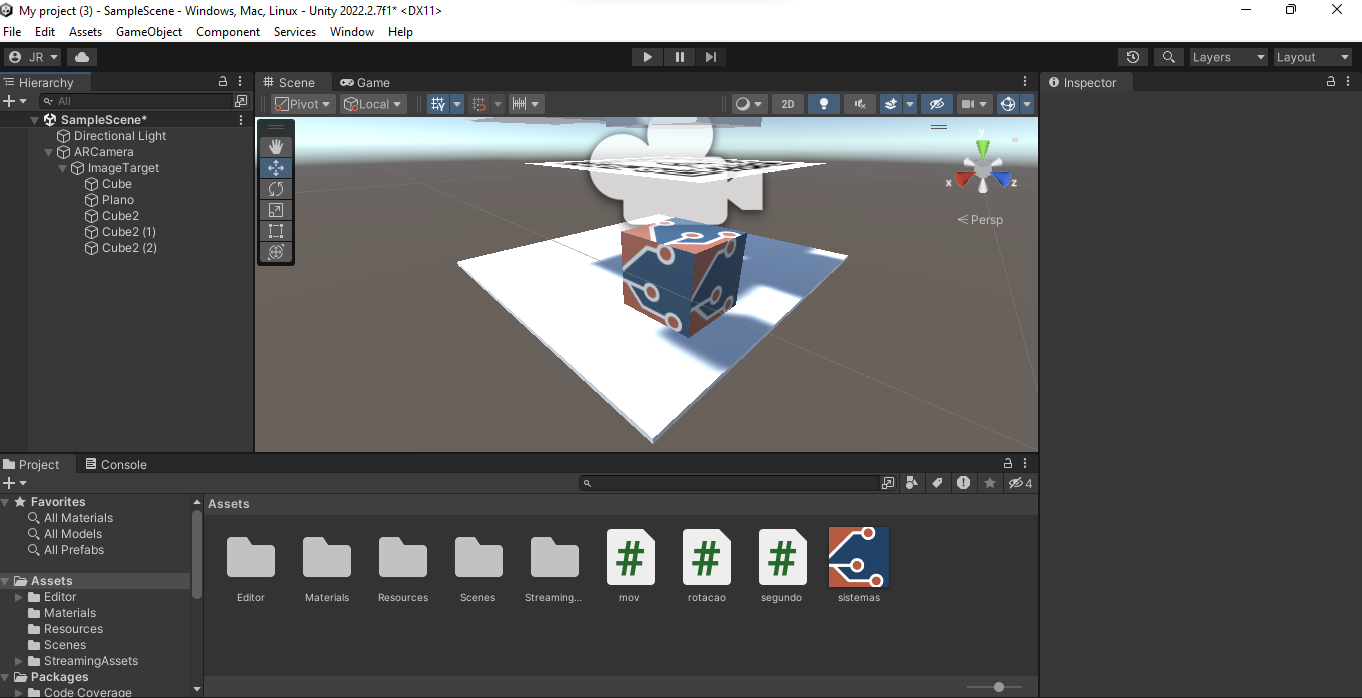 My project (3) - SampleScene - Windows, Mac, Linux - Unity 2022.2.7f1* <DX11>
File Edit Assets GameObject Component Services Window Help
JR Layers Layout
Hierarchy Scene Game Inspector
All Pivot Local 2D
SampleScene*
Directional Light
ARCamera
ImageTarget
Cube
Plano
Cube2
Cube2 (1)
Cube2 (2)
y
x z
Persp
Project Console
4
Favorites
All Materials
All Models
All Prefabs
Assets
Editor
Materials
Resources
Scenes
StreamingAssets
Packages
Code Coverage
Assets
Editor Materials Resources Scenes Streaming... mov rotacao segundo sistemas